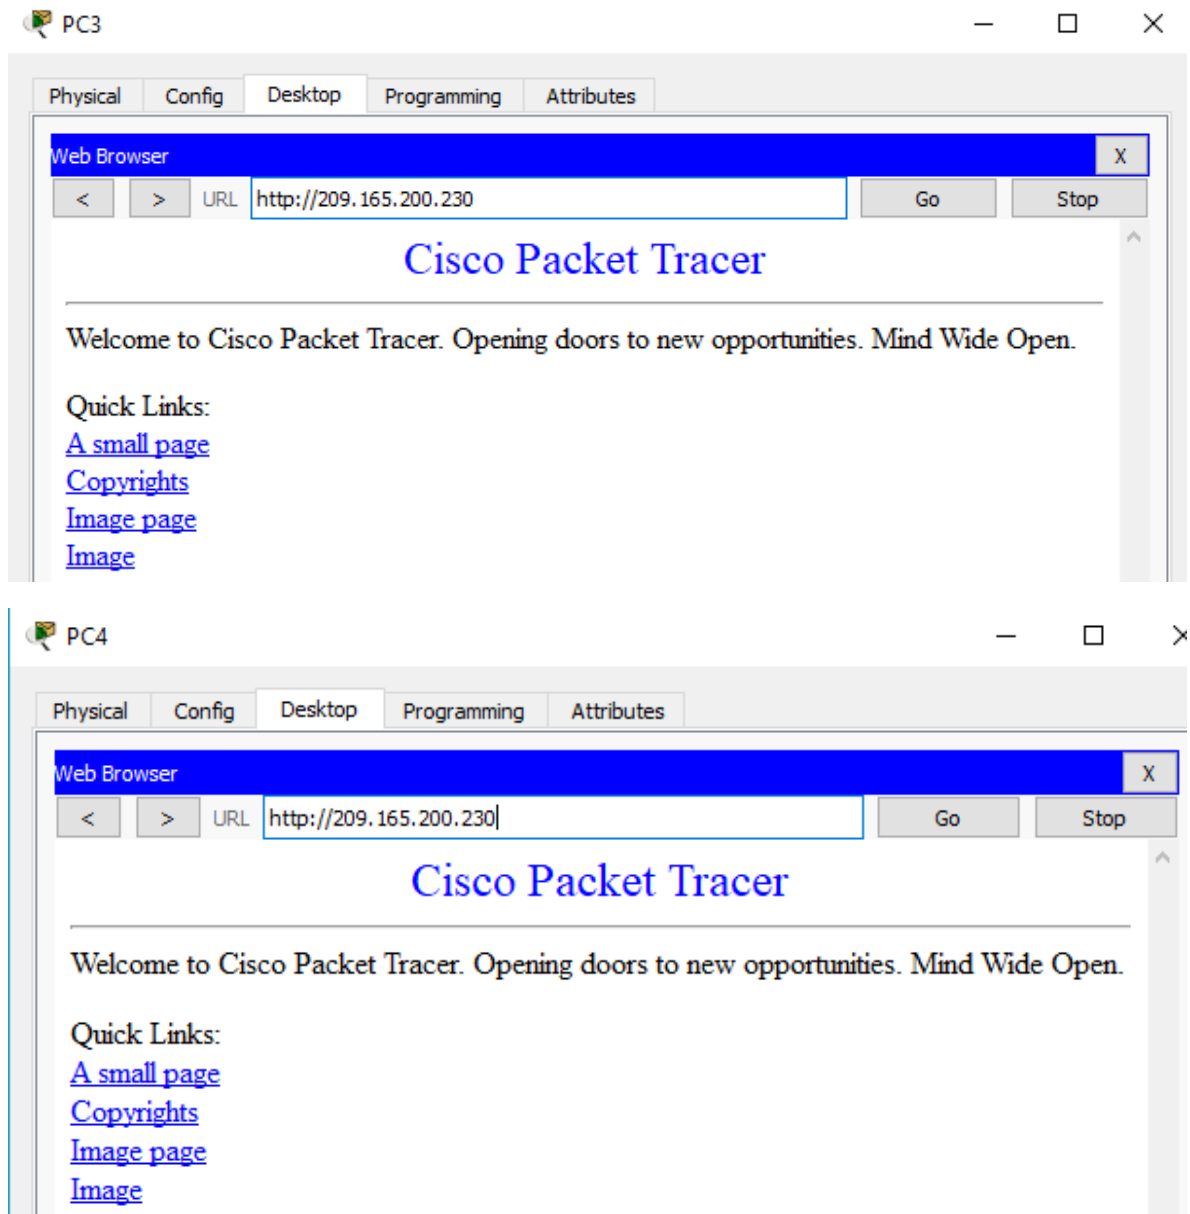 PC3
Physical Config Desktop Programming Attributes
Web Browser X
< > URL http://209.165.200.230 Go Stop
Cisco Packet Tracer
Welcome to Cisco Packet Tracer. Opening doors to new opportunities. Mind Wide Open.
Quick Links:
A small page
Copyrights
Image page
Image
PC4
Physical Config Desktop Programming Attributes
Web Browser X
< > URL http://209.165.200.230 Go Stop
Cisco Packet Tracer
Welcome to Cisco Packet Tracer. Opening doors to new opportunities. Mind Wide Open.
Quick Links:
A small page
Copyrights
Image page
Image